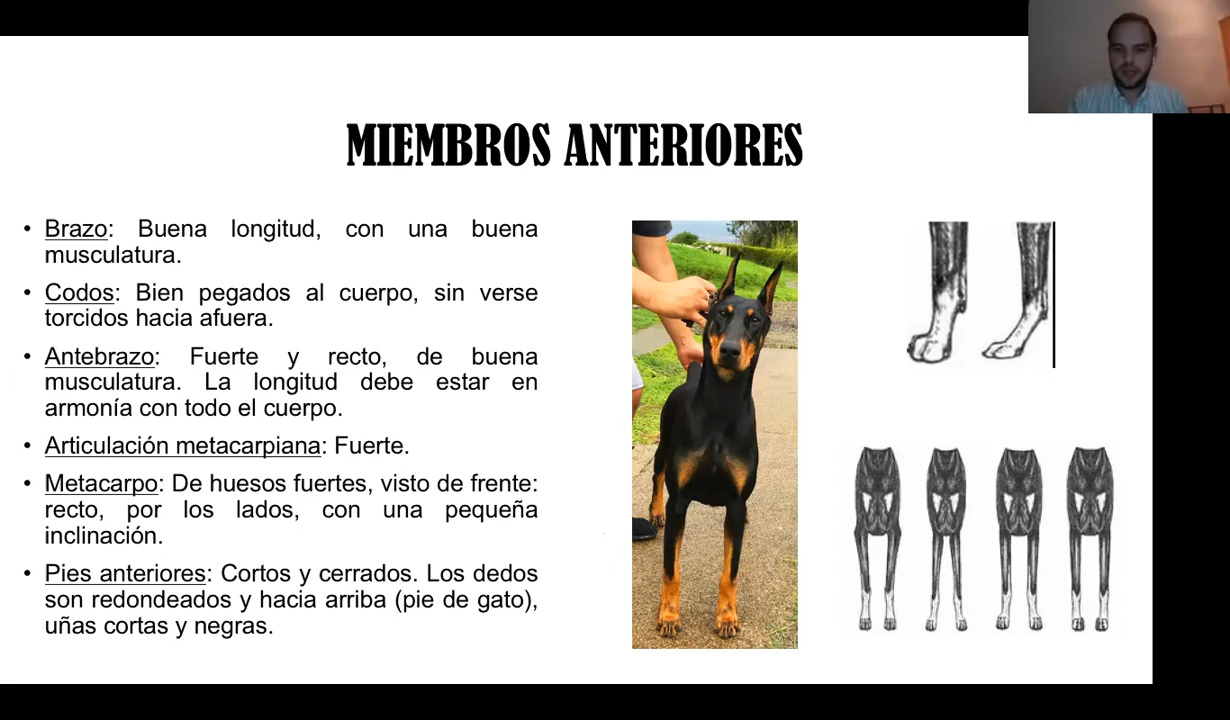 MIEMBROS ANTERIORES
• Brazo: Buena longitud, con una buena
musculatura.
• Codos: Bien pegados al cuerpo, sin verse
torcidos hacia afuera.
• Antebrazo: Fuerte y recto, de buena
musculatura. La longitud debe estar en
armonía con todo el cuerpo.
• Articulación metacarpiana: Fuerte.
• Metacarpo: De huesos fuertes, visto de frente:
recto, por los lados, con una pequeña
inclinación.
• Pies anteriores: Cortos y cerrados. Los dedos
son redondeados y hacia arriba (pie de gato),
uñas cortas y negras.